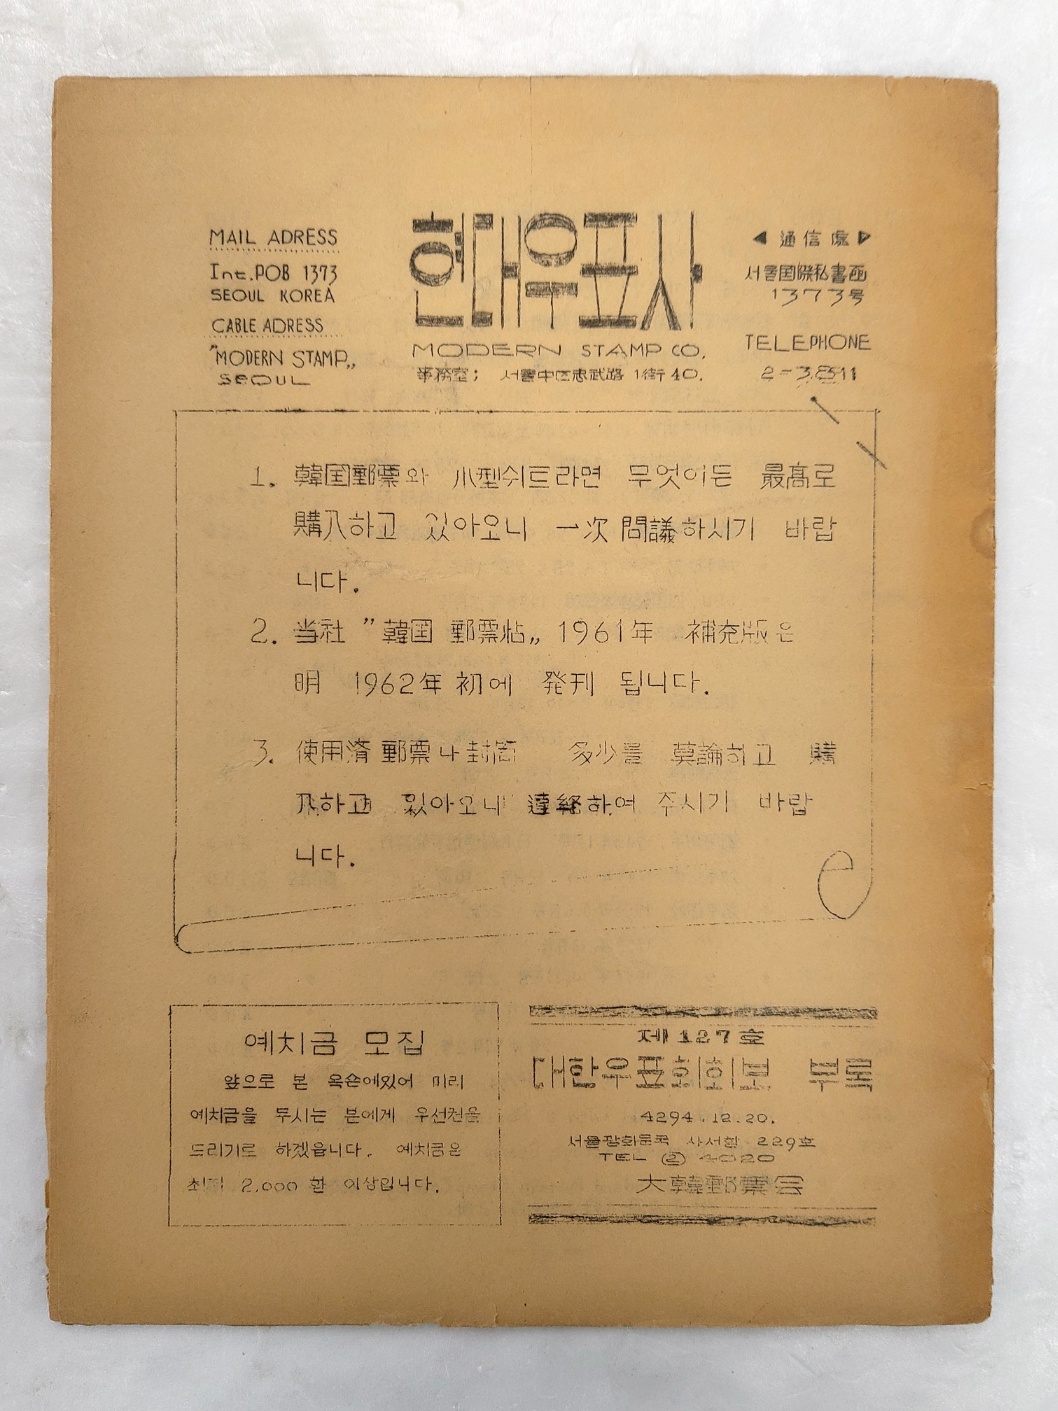 MAIL ADRESS
Int. POB 1373
SEOUL KOREA
CABLE ADRESS
"MODERN STAMP„
SEOUL
현대우표사
MODERN STAMP CO.
事務室; 서울中区忠武路 1街 40.
◀ 通信處 ▶
서울国際私書函
1373号
TELEPHONE
2-3811
1. 韓国郵票와 小型쉬트라면 무엇이든 最高로
購入하고 있아오니 一次 問議하시기 바랍
니다.
2. 当社 "韓国 郵票帖„ 1961年 補充版은
明 1962年 初에 発刊 됩니다.
3. 使用済 郵票나 封筒 多少를 莫論하고 購
入하고 있아오니 連絡하여 주시기 바랍
니다.
예치금 모집
앞으로 본 옥숀에있어 미리
예치금을 두시는 분에게 우선권을
드리기로 하겠읍니다. 예치금은
최저 2,000 환 이상입니다.
제 127 호
대한우표회회보 부록
4294.12.20.
서울광화문국 사서함 229호
TEL ② 4020
大韓郵票会